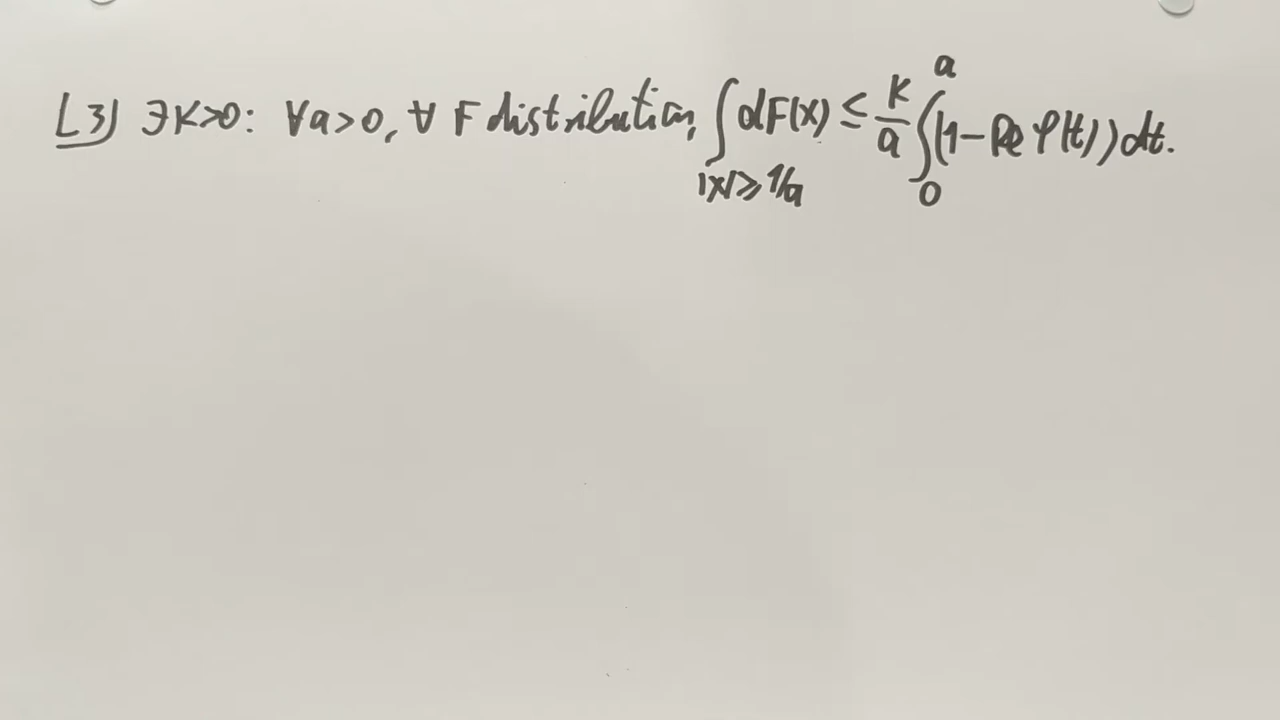 L3) ∃K>0: ∀a>0, ∀ F distribution, ∫_{|x|≥1/a} dF(x) ≤ K/a ∫_0^a (1−Re φ(t))dt.